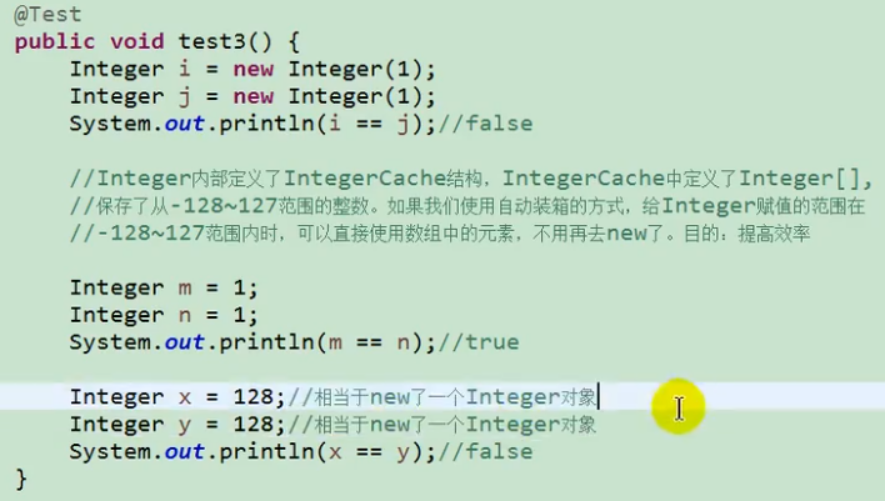 @Test
public void test3() {
Integer i = new Integer(1);
Integer j = new Integer(1);
System.out.println(i == j);//false
//Integer内部定义了IntegerCache结构，IntegerCache中定义了Integer[],
//保存了从-128~127范围的整数。如果我们使用自动装箱的方式，给Integer赋值的范围在
//-128~127范围内时，可以直接使用数组中的元素，不用再去new了。目的：提高效率
Integer m = 1;
Integer n = 1;
System.out.println(m == n);//true
Integer x = 128;//相当于new了一个Integer对象
Integer y = 128;//相当于new了一个Integer对象
System.out.println(x == y);//false
}